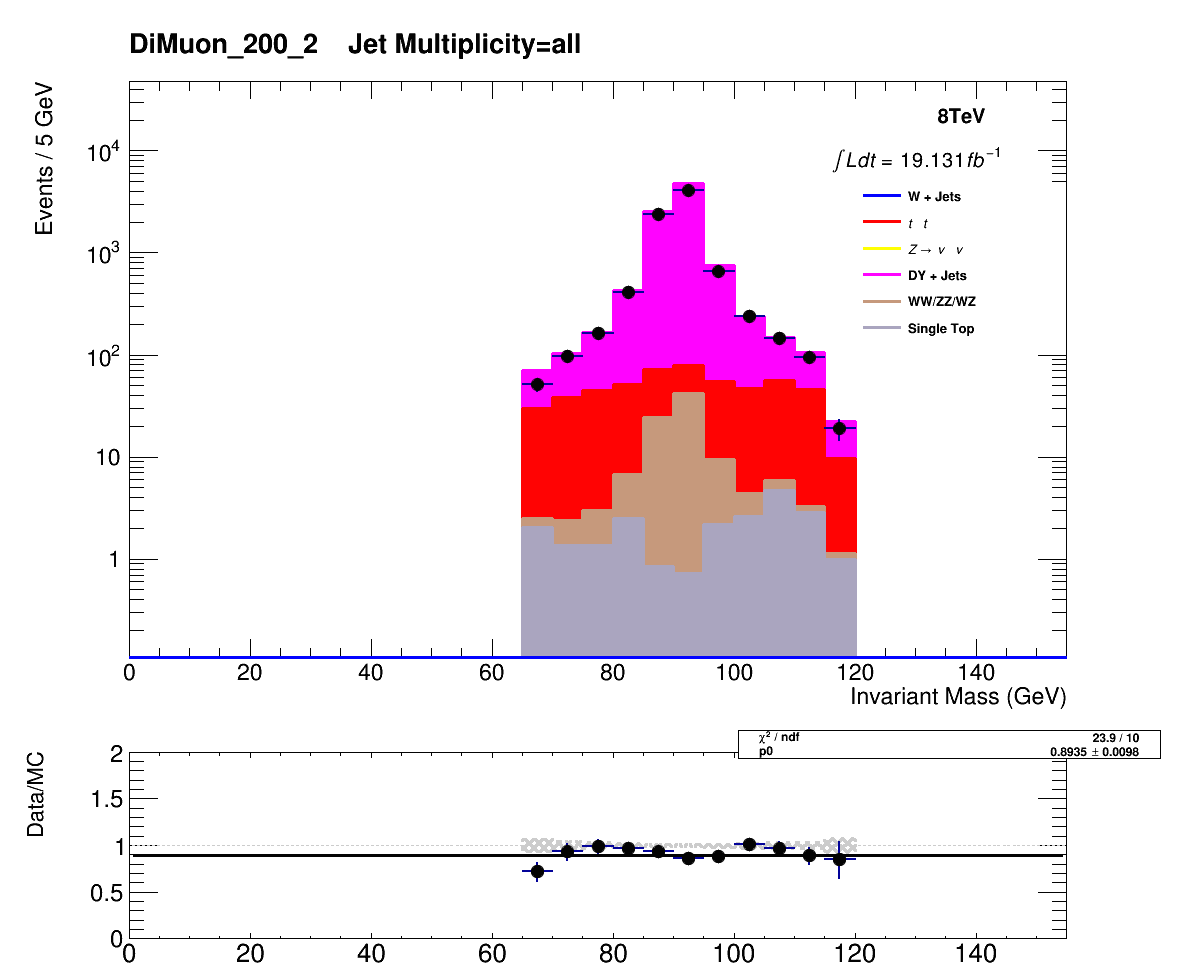 DiMuon_200_2 Jet Multiplicity=all
Events / 5 GeV
10⁴
10³
10²
10
1
8TeV
∫Ldt = 19.131fb⁻¹
W + Jets
t t
Z → ν ν
DY + Jets
WW/ZZ/WZ
Single Top
0 20 40 60 80 100 120 140
Invariant Mass (GeV)
χ² / ndf 23.9 / 10
p0 0.8935 ± 0.0098
Data/MC
2
1.5
1
0.5
0
0 20 40 60 80 100 120 140